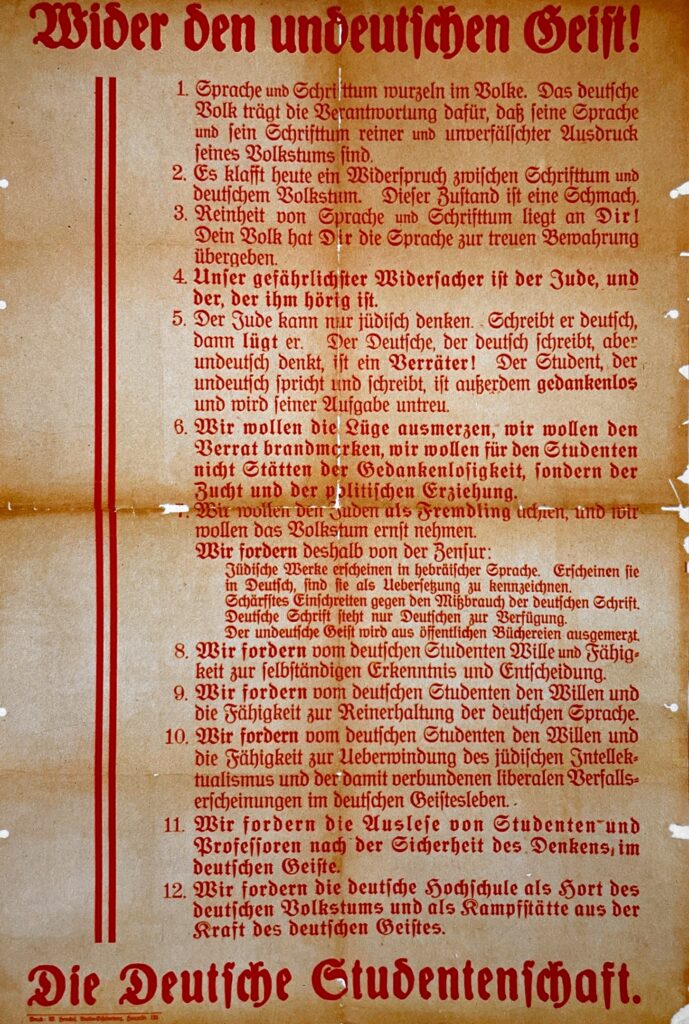 Wider den undeutschen Geist!
1. Sprache und Schrifttum wurzeln im Volke. Das deutsche
Volk trägt die Verantwortung dafür, daß seine Sprache
und sein Schrifttum reiner und unverfälschter Ausdruck
seines Volkstums sind.
2. Es klafft heute ein Widerspruch zwischen Schrifttum und
deutschem Volkstum. Dieser Zustand ist eine Schmach.
3. Reinheit von Sprache und Schrifttum liegt an Dir!
Dein Volk hat Dir die Sprache zur treuen Bewahrung
übergeben.
4. Unser gefährlichster Widersacher ist der Jude, und
der, der ihm hörig ist.
5. Der Jude kann nur jüdisch denken. Schreibt er deutsch,
dann lügt er. Der Deutsche, der deutsch schreibt, aber
undeutsch denkt, ist ein Verräter! Der Student, der
undeutsch spricht und schreibt, ist außerdem gedankenlos
und wird seiner Aufgabe untreu.
6. Wir wollen die Lüge ausmerzen, wir wollen den
Verrat brandmarken, wir wollen für den Studenten
nicht Stätten der Gedankenlosigkeit, sondern der
Zucht und der politischen Erziehung.
7. Wir wollen den Juden als Fremdling achten, und wir
wollen das Volkstum ernst nehmen.
Wir fordern deshalb von der Zensur:
Jüdische Werke erscheinen in hebräischer Sprache. Erscheinen sie
in Deutsch, sind sie als Uebersetzung zu kennzeichnen.
Schärfstes Einschreiten gegen den Mißbrauch der deutschen Schrift.
Deutsche Schrift steht nur Deutschen zur Verfügung.
Der undeutsche Geist wird aus öffentlichen Büchereien ausgemerzt.
8. Wir fordern vom deutschen Studenten Wille und Fähig-
keit zur selbständigen Erkenntnis und Entscheidung.
9. Wir fordern vom deutschen Studenten den Willen und
die Fähigkeit zur Reinerhaltung der deutschen Sprache.
10. Wir fordern vom deutschen Studenten den Willen und
die Fähigkeit zur Ueberwindung des jüdischen Intellek-
tualismus und der damit verbundenen liberalen Verfalls-
erscheinungen im deutschen Geistesleben.
11. Wir fordern die Auslese von Studenten und
Professoren nach der Sicherheit des Denkens im
deutschen Geiste.
12. Wir fordern die deutsche Hochschule als Hort des
deutschen Volkstums und als Kampfstätte aus der
Kraft des deutschen Geistes.
Die Deutsche Studentenschaft.